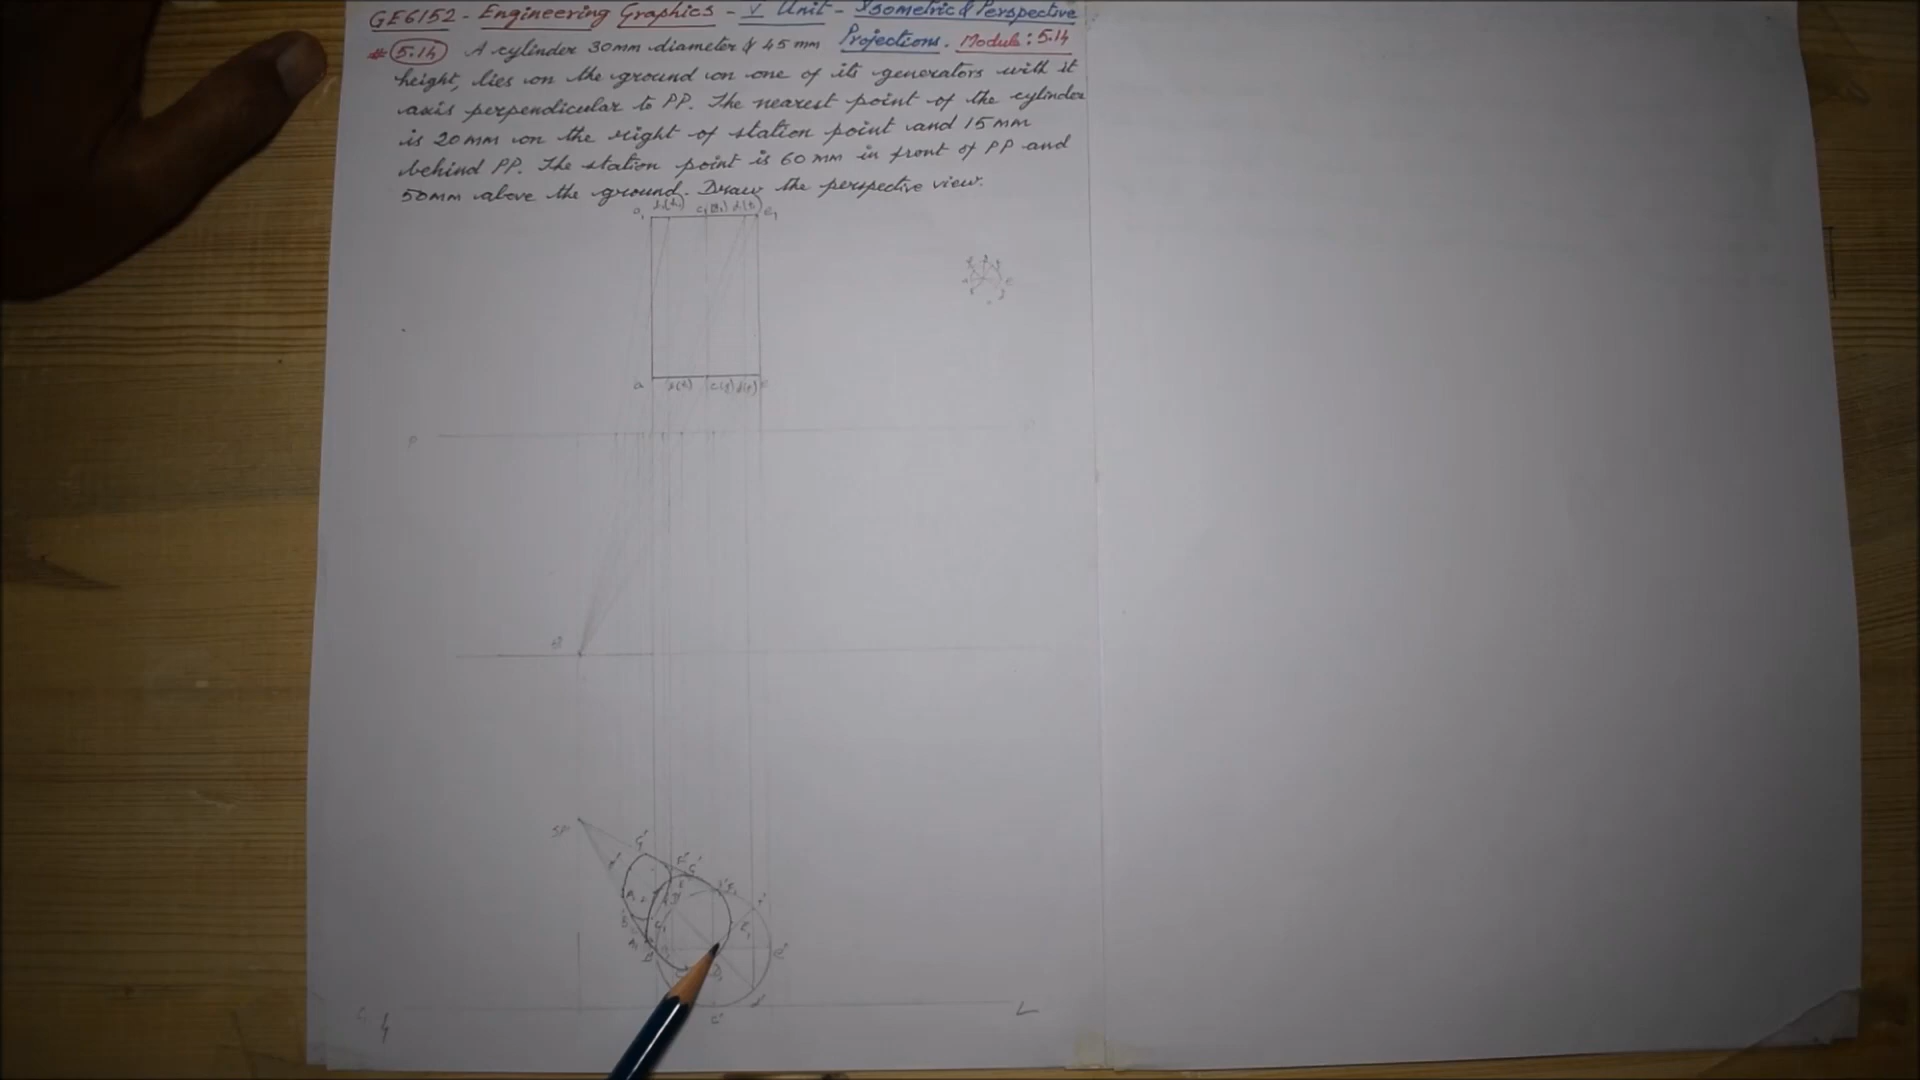 GE6152 - Engineering Graphics - V Unit - Isometric & Perspective
# 5.14 A cylinder 30mm diameter & 45 mm Projections. Module: 5.14
height, lies on the ground on one of its generators with it
axis perpendicular to PP. The nearest point of the cylinder
is 20mm on the right of station point and 15mm
behind PP. The station point is 60mm in front of PP and
50mm above the ground. Draw the perspective view.
a
P
SP'
L